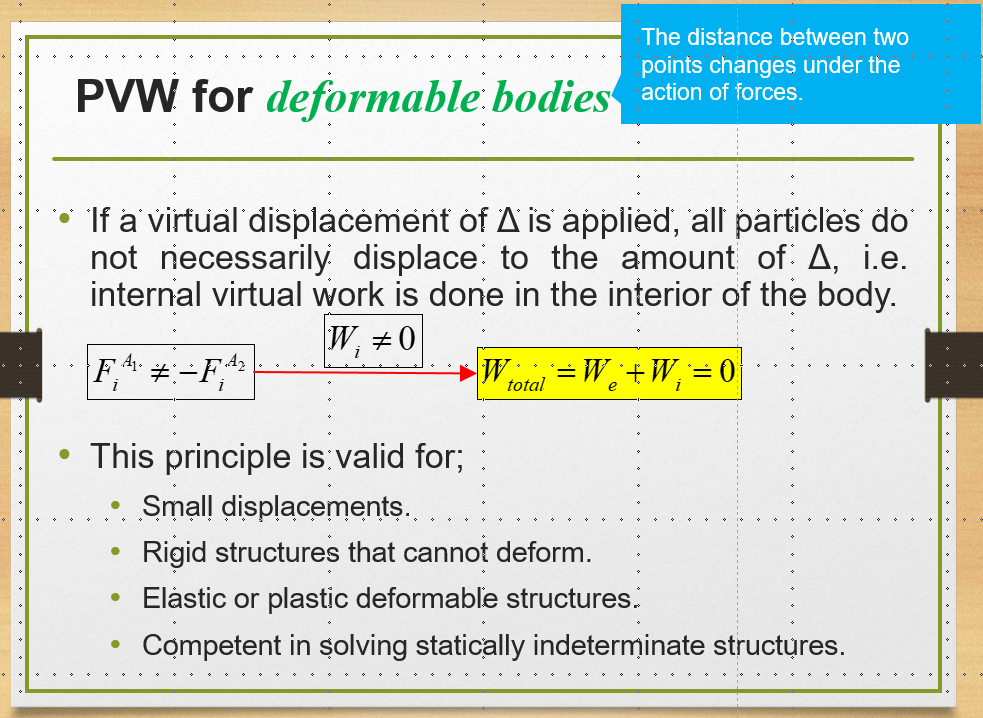 The distance between two
points changes under the
action of forces.
PVW for deformable bodies
• If a virtual displacement of Δ is applied, all particles do
not necessarily displace to the amount of Δ, i.e.
internal virtual work is done in the interior of the body.
W_i ≠ 0
F_i^{A_1} ≠ −F_i^{A_2}
W_{total} = W_e + W_i = 0
• This principle is valid for;
• Small displacements.
• Rigid structures that cannot deform.
• Elastic or plastic deformable structures.
• Competent in solving statically indeterminate structures.